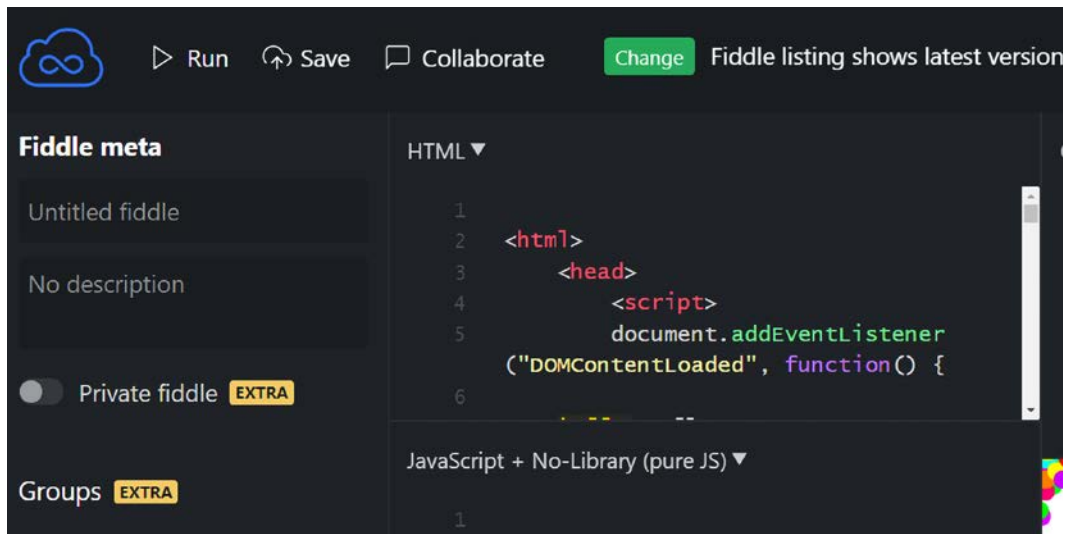 Run Save Collaborate Change Fiddle listing shows latest version
Fiddle meta
Untitled fiddle
No description
Private fiddle EXTRA
Groups EXTRA
HTML ▼
1
2 <html>
3 <head>
4 <script>
5 document.addEventListener
("DOMContentLoaded", function() {
6
JavaScript + No-Library (pure JS) ▼
1